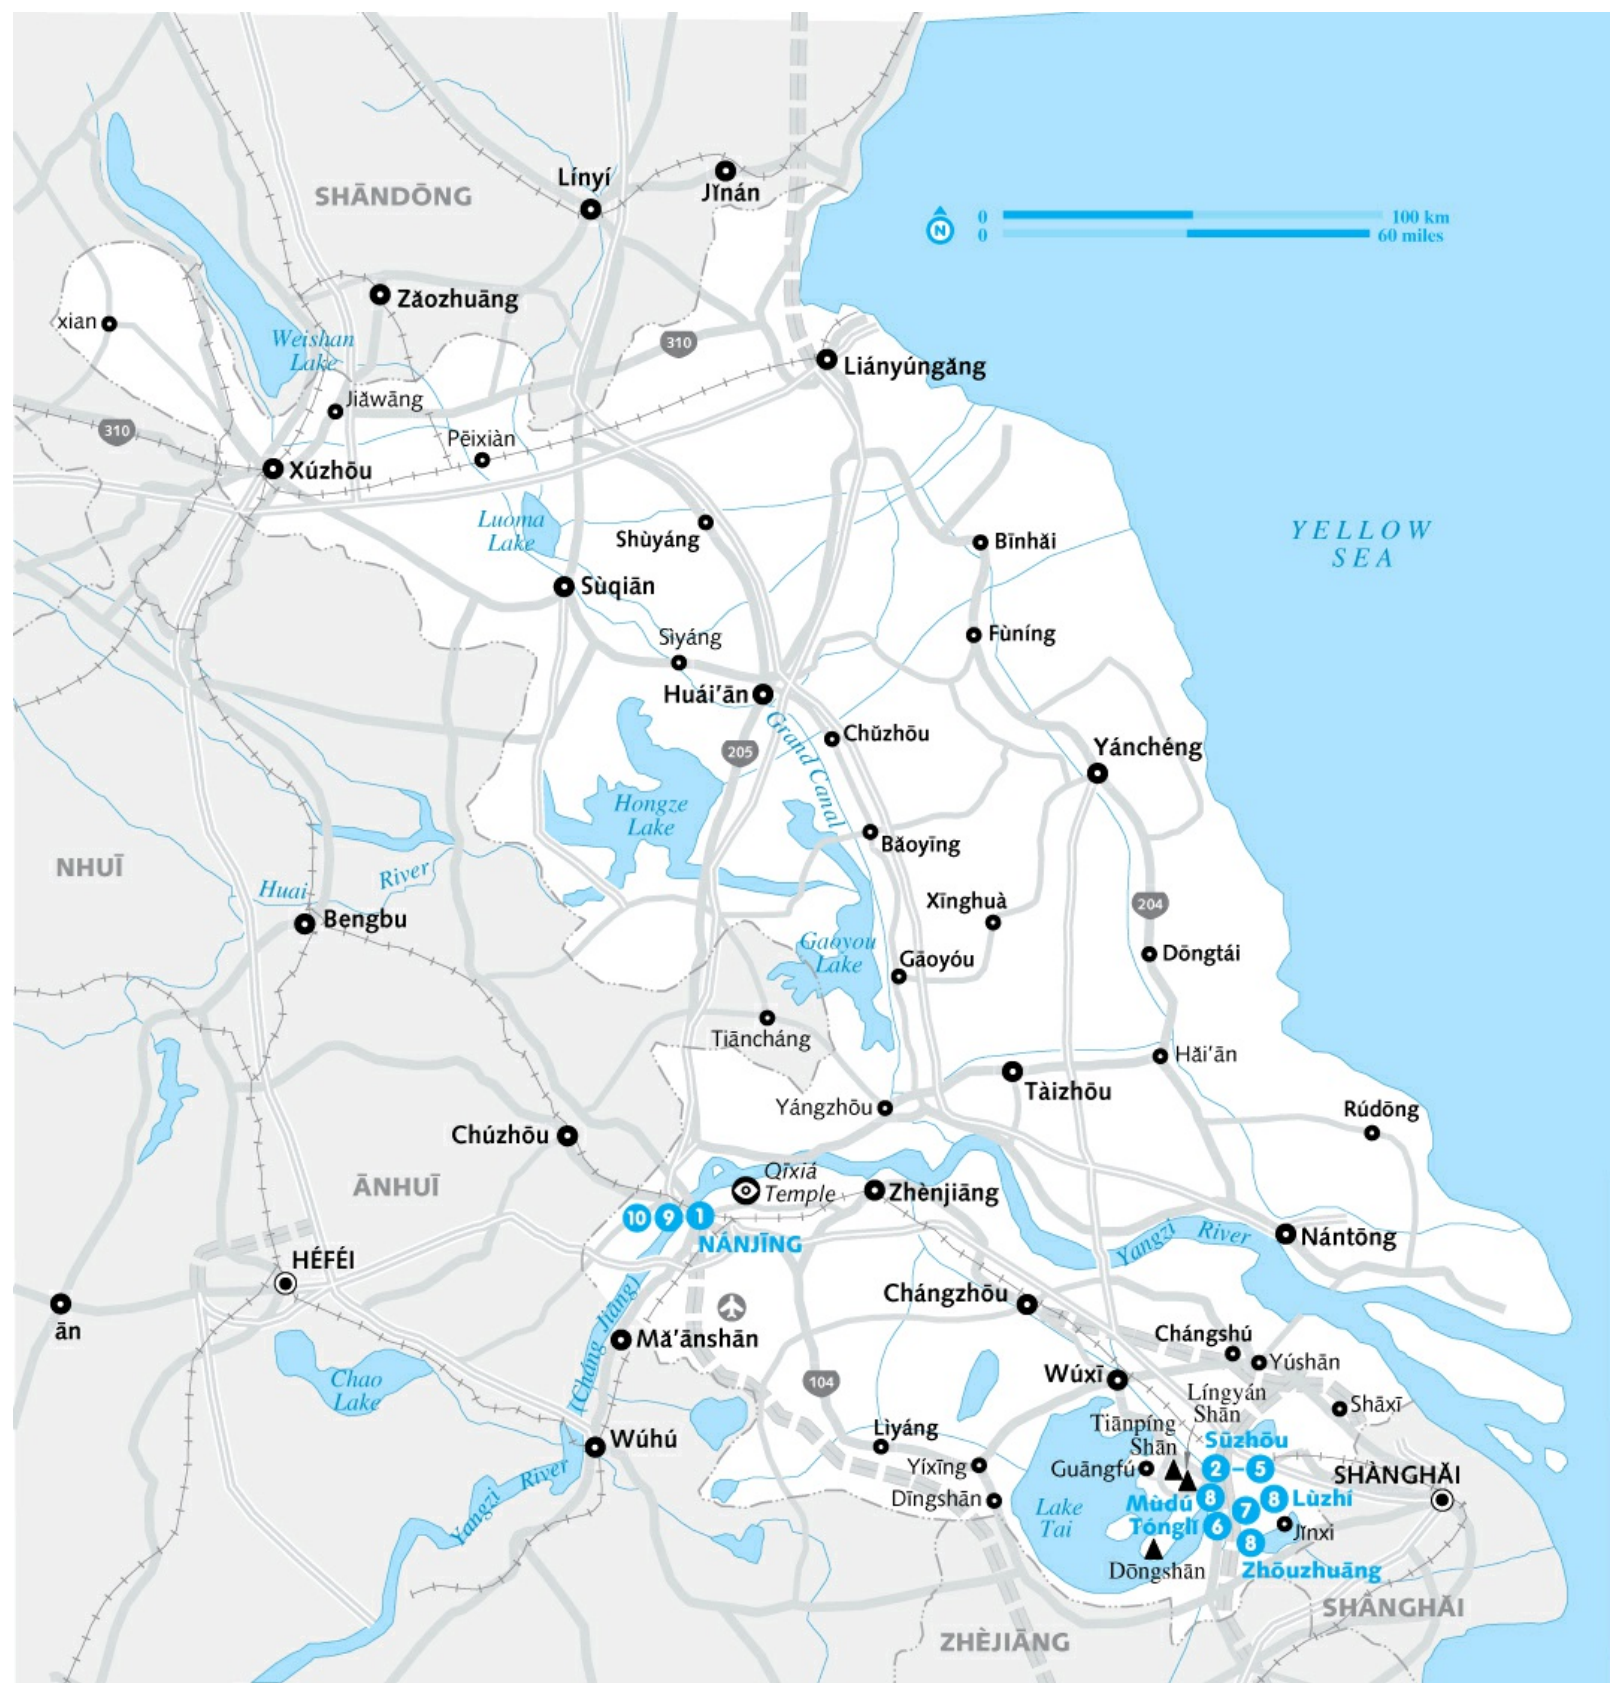 SHĀNDŌNG
Línyí
Jǐnán
0 100 km
N
0 60 miles
Zǎozhuāng
xian
Weishan
Lake
310
Liányúngǎng
Jiǎwāng
310
Pēixiàn
Xúzhōu
Luoma
Lake
Shùyáng
YELLOW
SEA
Bīnhǎi
Sùqiān
Sìyáng
Fùníng
Huái'ān
Grand Canal
Chǔzhōu
205
Yánchéng
Hongze
Lake
Bǎoyīng
NHUĪ
Huai
River
Bengbu
Xīnghuà
204
Gaoyou
Lake
Gāoyóu
Dōngtái
Tiāncháng
Hǎi'ān
Tàizhōu
Yángzhōu
Rúdōng
Chúzhōu
ĀNHUĪ
Qīxiá
Temple
Zhènjiāng
10 9 1
NÁNJĪNG
Yangzi River
Nántōng
HÉFÉI
ān
Chángzhōu
(Cháng Jiāng)
Mǎ'ānshān
Chángshú
Yúshān
Chao
Lake
104
Wúxī
Língyán
Shān
Shāxī
Tiānpíng
Shān
Wúhú
Lìyáng
Sūzhōu
Yíxīng
Guāngfú
2 – 5
SHÀNGHǍI
Yangzi River
Dīngshān
Lake
Tai
Mùdú 8
7
8 Lùzhí
Tónglǐ 6
Jǐnxi
8
Dōngshān
Zhōuzhuāng
SHÀNGHǍI
ZHÈJIĀNG